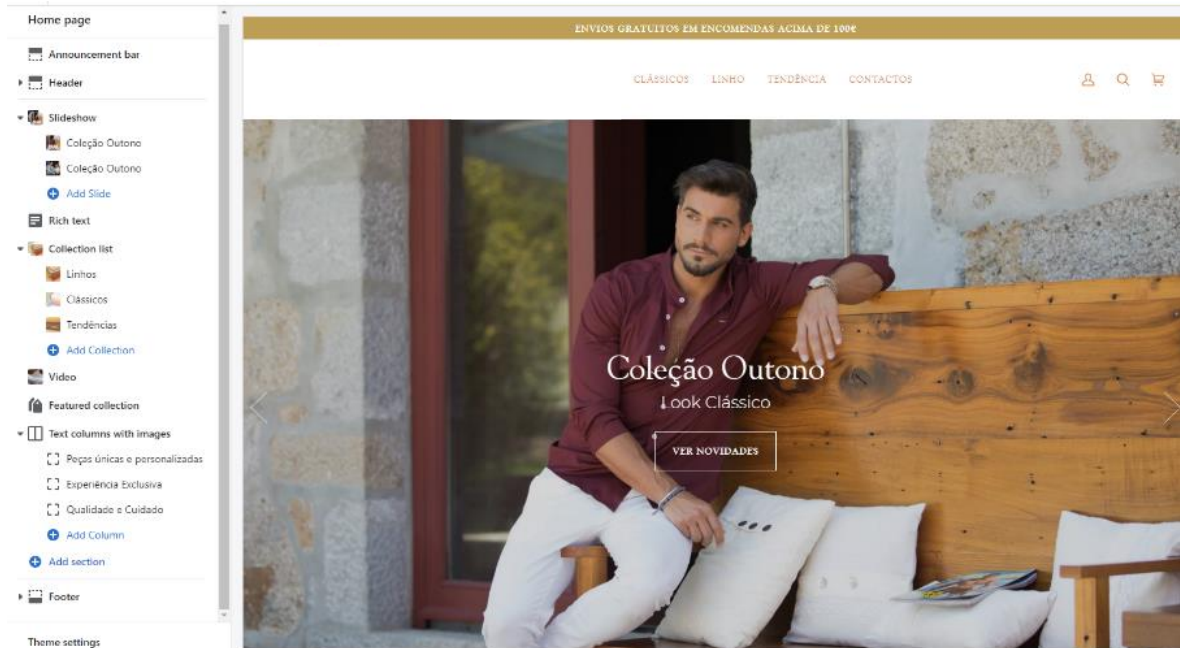 Home page
Announcement bar
Header
Slideshow
Coleção Outono
Coleção Outono
Add Slide
Rich text
Collection list
Linhos
Clássicos
Tendências
Add Collection
Video
Featured collection
Text columns with images
Peças únicas e personalizadas
Experiência Exclusiva
Qualidade e Cuidado
Add Column
Add section
Footer
Theme settings
ENVIOS GRATUITOS EM ENCOMENDAS ACIMA DE 100€
CLÁSSICOS LINHO TENDÊNCIA CONTACTOS
Coleção Outono
Look Clássico
VER NOVIDADES